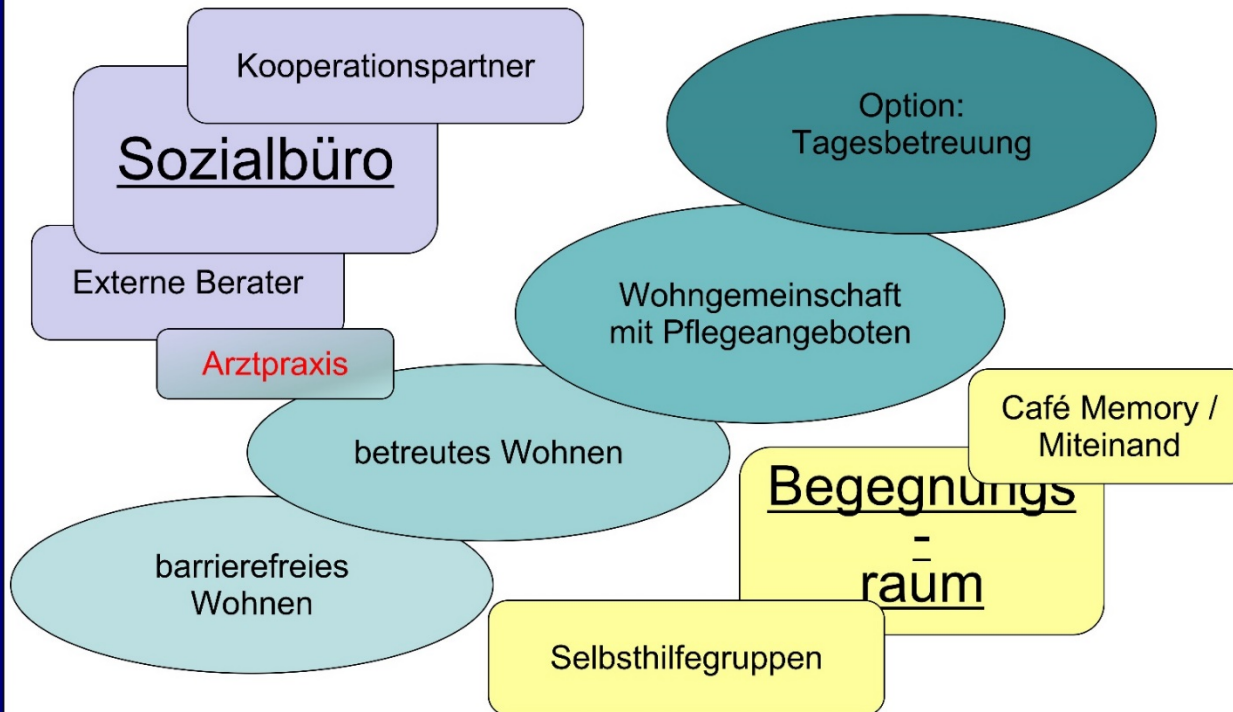 Kooperationspartner
Sozialbüro
Externe Berater
Arztpraxis
Option:
Tagesbetreuung
Wohngemeinschaft
mit Pflegeangeboten
betreutes Wohnen
barrierefreies
Wohnen
Café Memory /
Miteinand
Begegnungs
-
raum
Selbsthilfegruppen